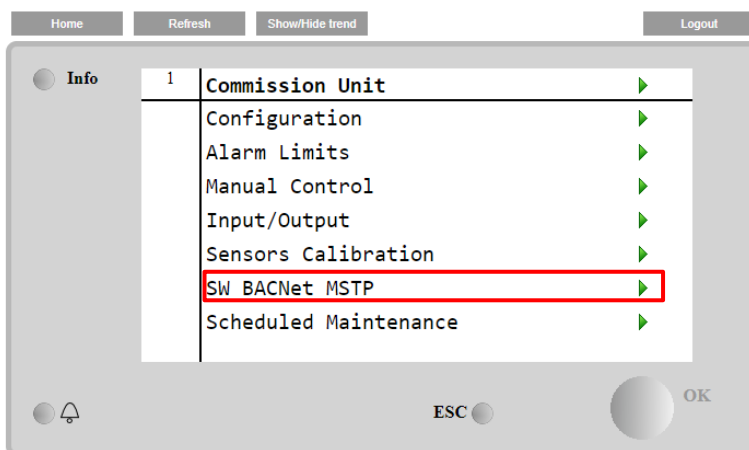 Home Refresh Show/Hide trend Logout
Info 1 Commission Unit
Configuration
Alarm Limits
Manual Control
Input/Output
Sensors Calibration
SW BACNet MSTP
Scheduled Maintenance
ESC OK